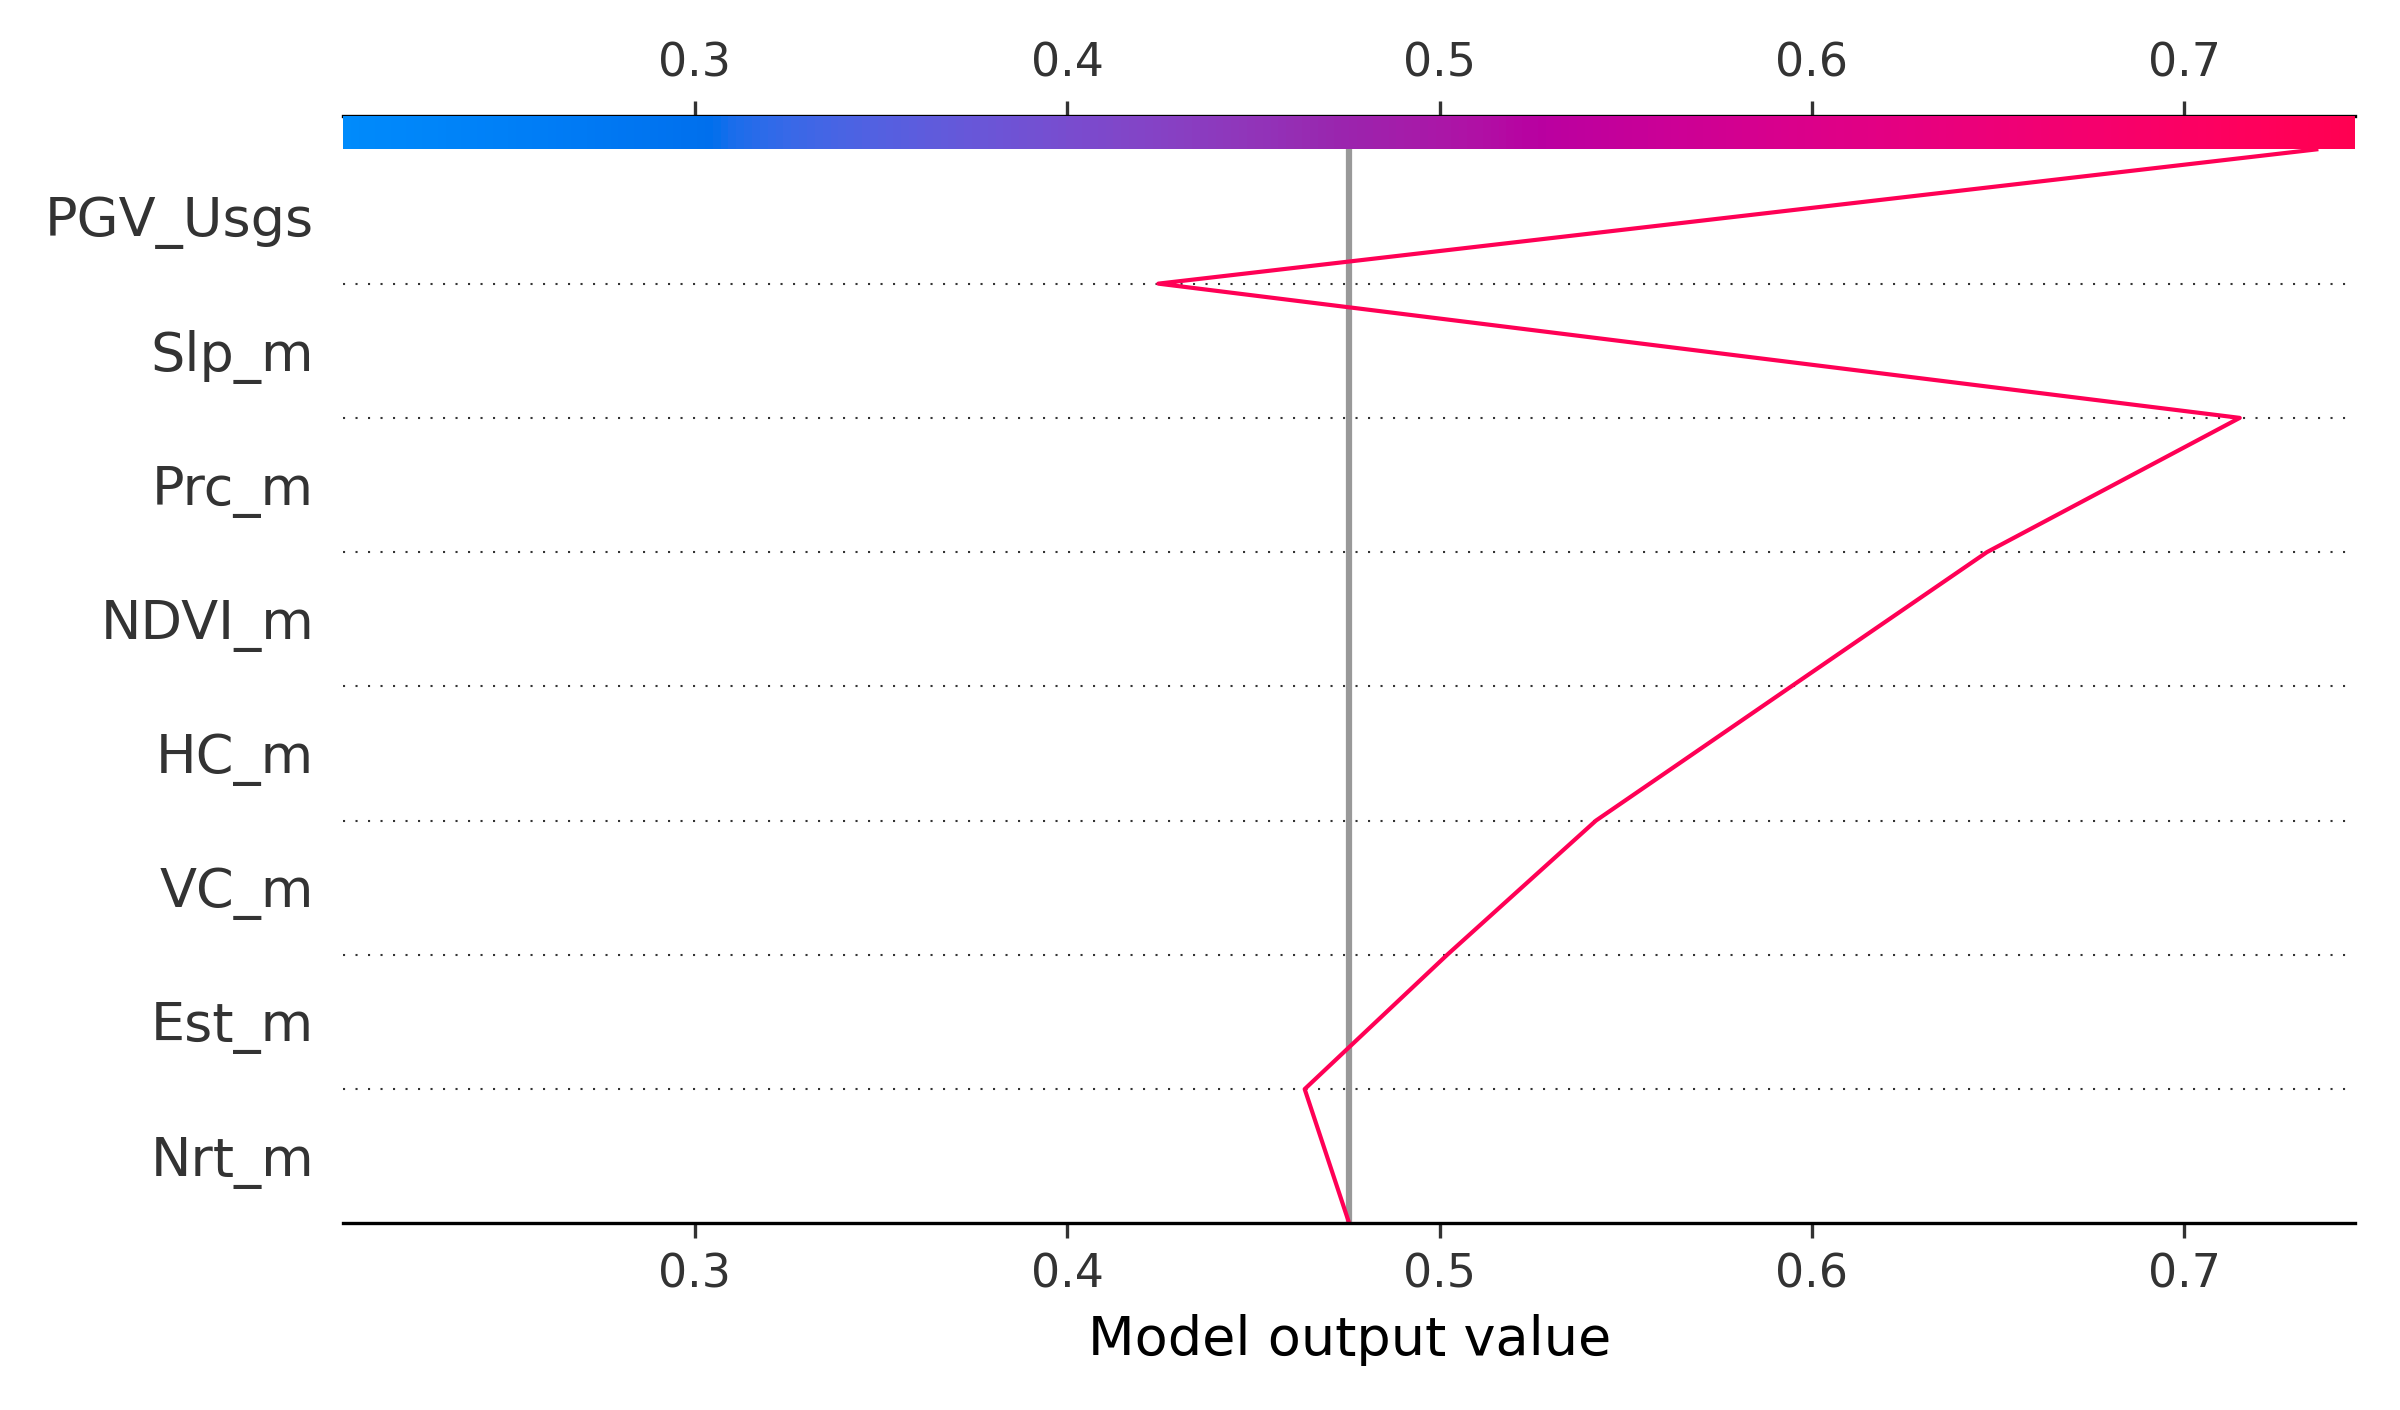 0.3 0.4 0.5 0.6 0.7
PGV_Usgs
Slp_m
Prc_m
NDVI_m
HC_m
VC_m
Est_m
Nrt_m
0.3 0.4 0.5 0.6 0.7
Model output value